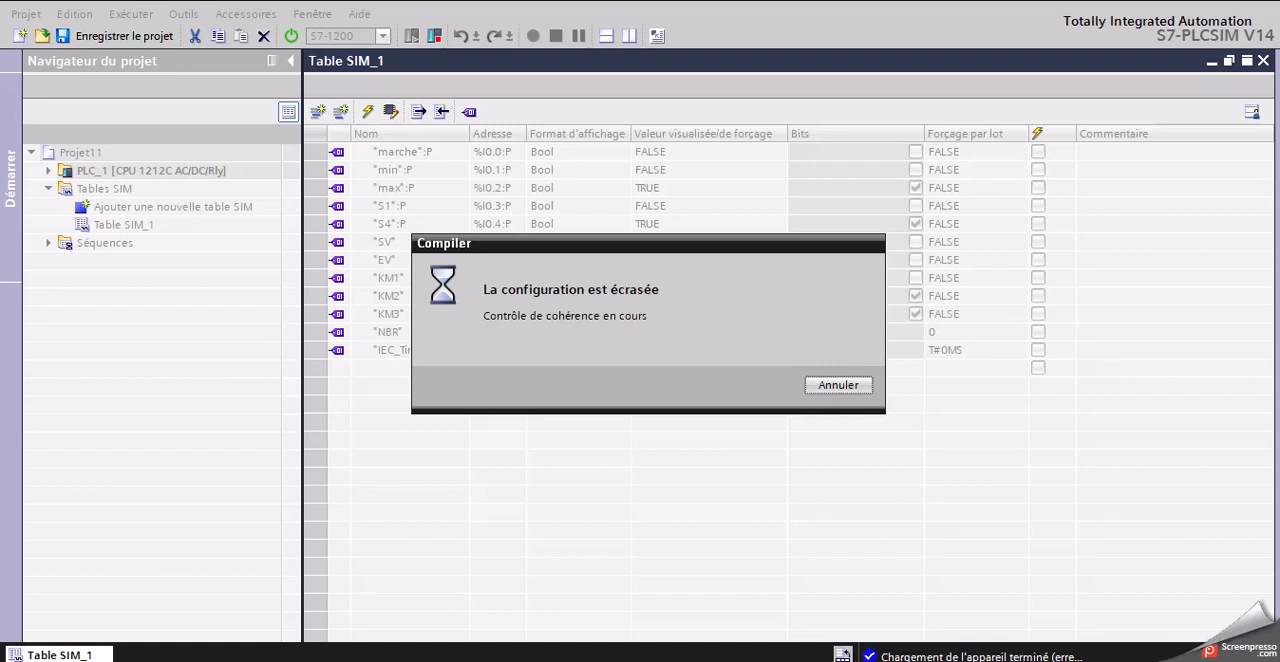 Projet Edition Exécuter Outils Accessoires Fenêtre Aide
Totally Integrated Automation
S7-PLCSIM V14
Enregistrer le projet S7-1200
Navigateur du projet
Table SIM_1
Démarrer
Nom Adresse Format d'affichage Valeur visualisée/de forçage Bits Forçage par lot Commentaire
Projet11
PLC_1 [CPU 1212C AC/DC/Rly]
Tables SIM
Ajouter une nouvelle table SIM
Table SIM_1
Séquences
"marche":P %I0.0:P Bool FALSE FALSE
"min":P %I0.1:P Bool FALSE FALSE
"max":P %I0.2:P Bool TRUE FALSE
"S1":P %I0.3:P Bool FALSE FALSE
"S4":P %I0.4:P Bool TRUE FALSE
"SV" FALSE
"EV" FALSE
"KM1" FALSE
"KM2" FALSE
"KM3" FALSE
"NBR" 0
"IEC_Tir T#0MS
Compiler
La configuration est écrasée
Contrôle de cohérence en cours
Annuler
Table SIM_1
Chargement de l'appareil terminé (erre...
Screenpresso
.com